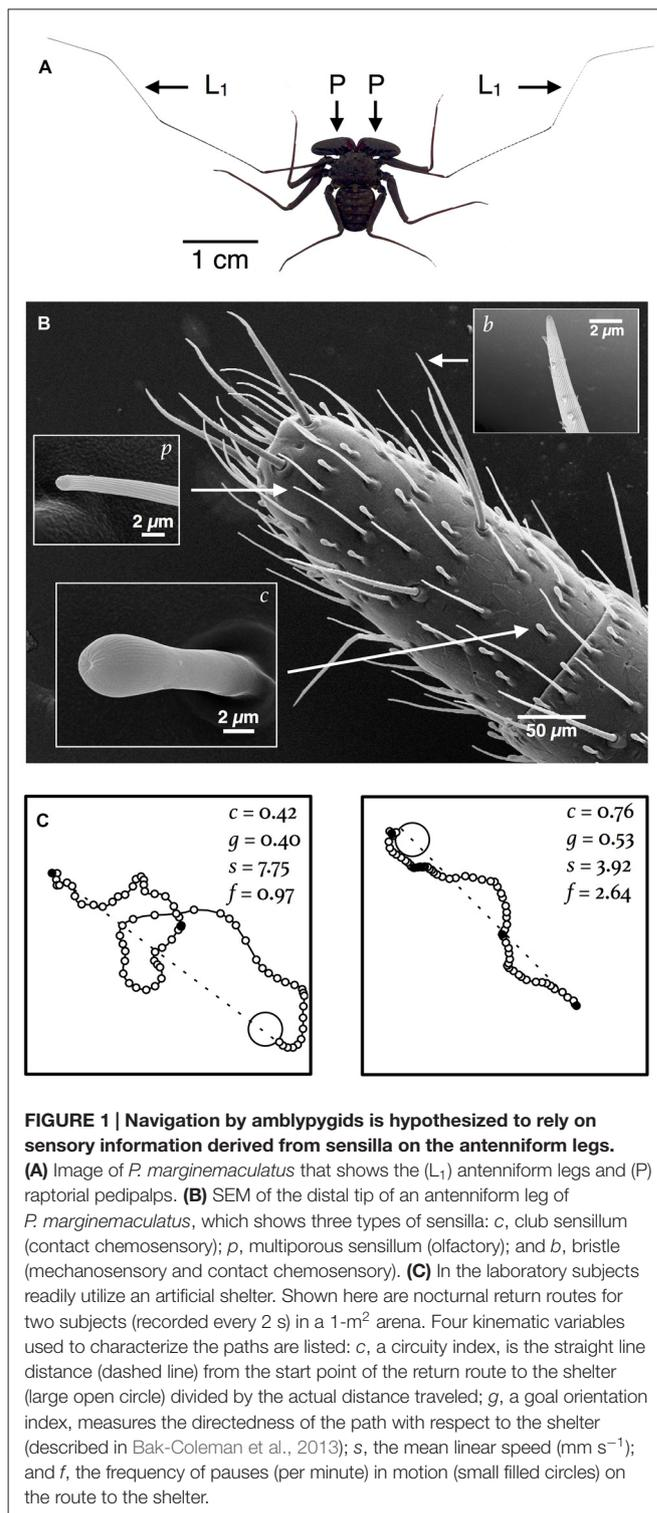 A
L1
P P
L1
1 cm
B
b
2 µm
p
2 µm
c
2 µm
50 µm
C
c = 0.42
g = 0.40
s = 7.75
f = 0.97
c = 0.76
g = 0.53
s = 3.92
f = 2.64
FIGURE 1 | Navigation by amblypygids is hypothesized to rely on
sensory information derived from sensilla on the antenniform legs.
(A) Image of P. marginemaculatus that shows the (L1) antenniform legs and (P)
raptorial pedipalps. (B) SEM of the distal tip of an antenniform leg of
P. marginemaculatus, which shows three types of sensilla: c, club sensillum
(contact chemosensory); p, multiporous sensillum (olfactory); and b, bristle
(mechanosensory and contact chemosensory). (C) In the laboratory subjects
readily utilize an artificial shelter. Shown here are nocturnal return routes for
two subjects (recorded every 2 s) in a 1-m² arena. Four kinematic variables
used to characterize the paths are listed: c, a circuity index, is the straight line
distance (dashed line) from the start point of the return route to the shelter
(large open circle) divided by the actual distance traveled; g, a goal orientation
index, measures the directedness of the path with respect to the shelter
(described in Bak-Coleman et al., 2013); s, the mean linear speed (mm s⁻¹);
and f, the frequency of pauses (per minute) in motion (small filled circles) on
the route to the shelter.